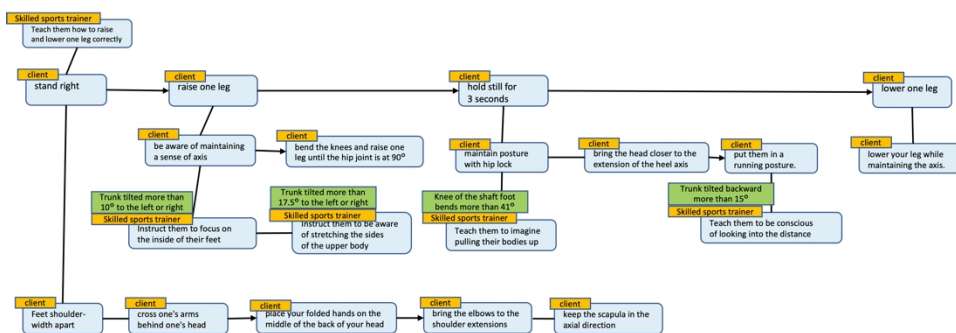 Skilled sports trainer
Teach them how to raise
and lower one leg correctly
client
stand right
client
raise one leg
client
hold still for
3 seconds
client
lower one leg
client
be aware of maintaining
a sense of axis
client
bend the knees and raise one
leg until the hip joint is at 90°
client
maintain posture
with hip lock
client
bring the head closer to the
extension of the heel axis
client
put them in a
running posture.
client
lower your leg while
maintaining the axis.
Trunk tilted more than
10° to the left or right
Skilled sports trainer
Instruct them to focus on
the inside of their feet
Trunk tilted more than
17.5° to the left or right
Skilled sports trainer
Instruct them to be aware
of stretching the sides
of the upper body
Knee of the shaft foot
bends more than 41°
Skilled sports trainer
Teach them to imagine
pulling their bodies up
Trunk tilted backward
more than 15°
Skilled sports trainer
Teach them to be conscious
of looking into the distance
client
Feet shoulder-
width apart
client
cross one's arms
behind one's head
client
place your folded hands on the
middle of the back of your head
client
bring the elbows to the
shoulder extensions
client
keep the scapula in the
axial direction